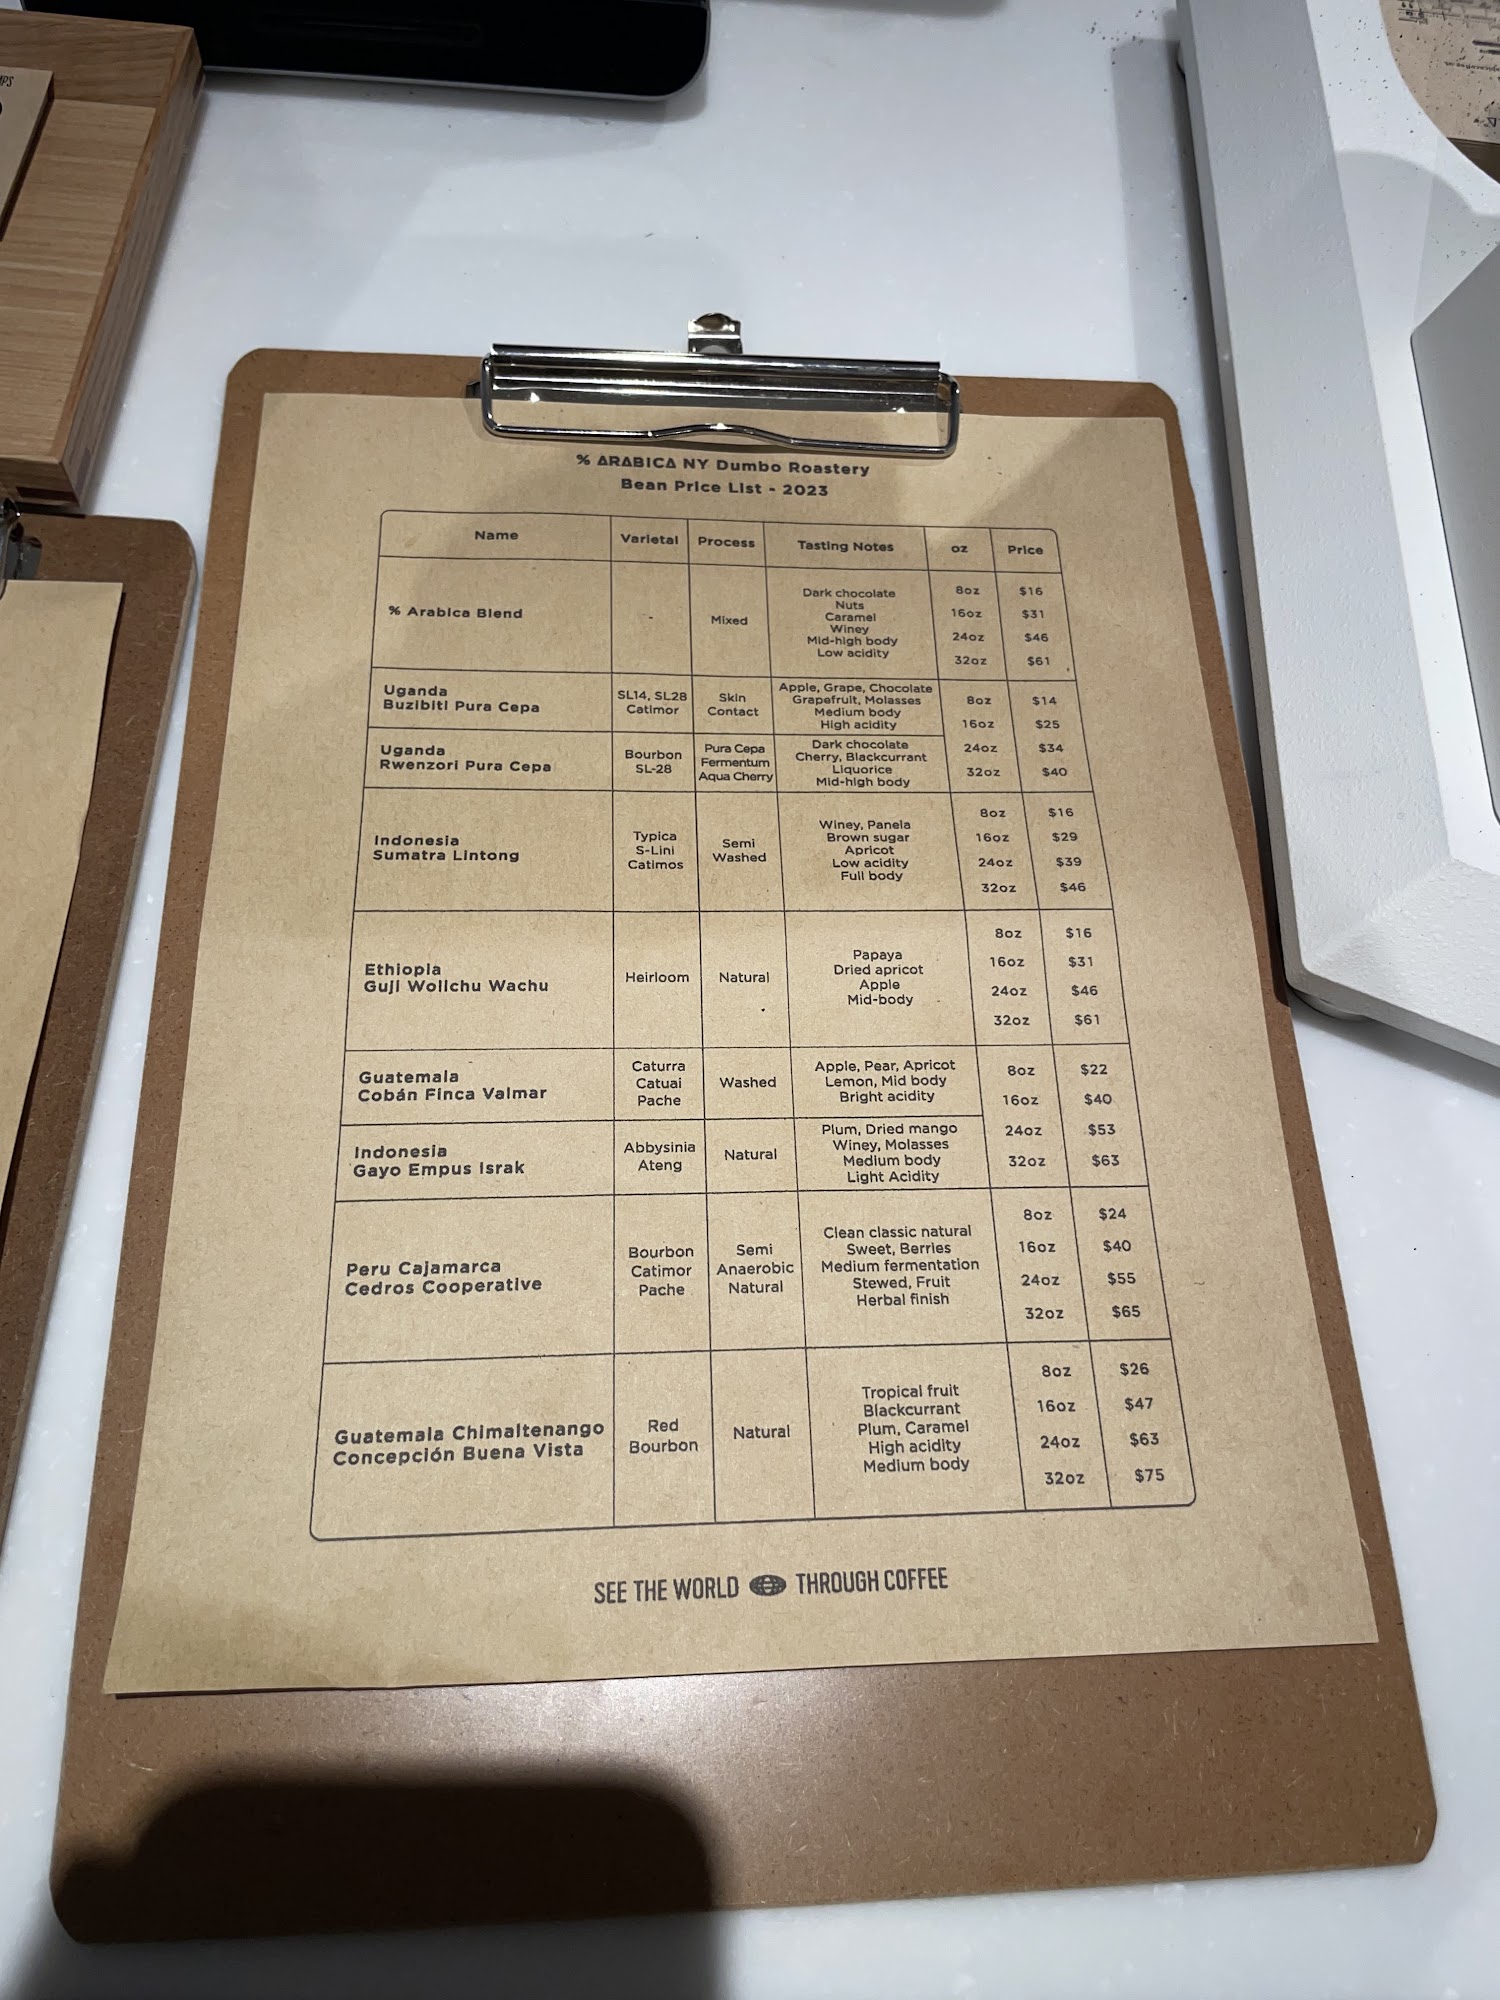 % ARABICA NY Dumbo Roastery
Bean Price List - 2023
Name Varietal Process Tasting Notes oz Price
% Arabica Blend
-
Mixed
Dark chocolate
Nuts
Caramel
Winey
Mid-high body
Low acidity
8oz $16
16oz $31
24oz $46
32oz $61
Uganda
Buzibiti Pura Cepa
SL14, SL28
Catimor
Skin
Contact
Apple, Grape, Chocolate
Grapefruit, Molasses
Medium body
High acidity
Uganda
Rwenzori Pura Cepa
Bourbon
SL-28
Pura Cepa
Fermentum
Aqua Cherry
Dark chocolate
Cherry, Blackcurrant
Liquorice
Mid-high body
8oz $14
16oz $25
24oz $34
32oz $40
Indonesia
Sumatra Lintong
Typica
S-Lini
Catimos
Semi
Washed
Winey, Panela
Brown sugar
Apricot
Low acidity
Full body
8oz $16
16oz $29
24oz $39
32oz $46
Ethiopia
Guji Wolichu Wachu
Heirloom
Natural
Papaya
Dried apricot
Apple
Mid-body
8oz $16
16oz $31
24oz $46
32oz $61
Guatemala
Cobán Finca Valmar
Caturra
Catuai
Pache
Washed
Apple, Pear, Apricot
Lemon, Mid body
Bright acidity
Indonesia
Gayo Empus Israk
Abbysinia
Ateng
Natural
Plum, Dried mango
Winey, Molasses
Medium body
Light Acidity
8oz $22
16oz $40
24oz $53
32oz $63
Peru Cajamarca
Cedros Cooperative
Bourbon
Catimor
Pache
Semi
Anaerobic
Natural
Clean classic natural
Sweet, Berries
Medium fermentation
Stewed, Fruit
Herbal finish
8oz $24
16oz $40
24oz $55
32oz $65
Guatemala Chimaltenango
Concepción Buena Vista
Red
Bourbon
Natural
Tropical fruit
Blackcurrant
Plum, Caramel
High acidity
Medium body
8oz $26
16oz $47
24oz $63
32oz $75
SEE THE WORLD THROUGH COFFEE